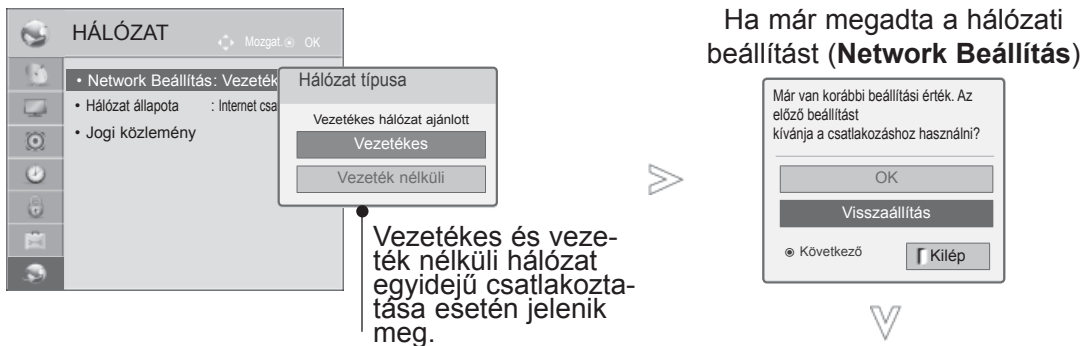 HÁLÓZAT
Mozgat. OK
• Network Beállítás: Vezeték
• Hálózat állapota : Internet csa
• Jogi közlemény
Hálózat típusa
Vezetékes hálózat ajánlott
Vezetékes
Vezeték nélküli
Vezetékes és veze-
ték nélküli hálózat
egyidejű csatlakozta-
tása esetén jelenik
meg.
Ha már megadta a hálózati
beállítást (Network Beállítás)
Már van korábbi beállítási érték. Az
előző beállítást
kívánja a csatlakozáshoz használni?
OK
Visszaállítás
Következő
Kilép